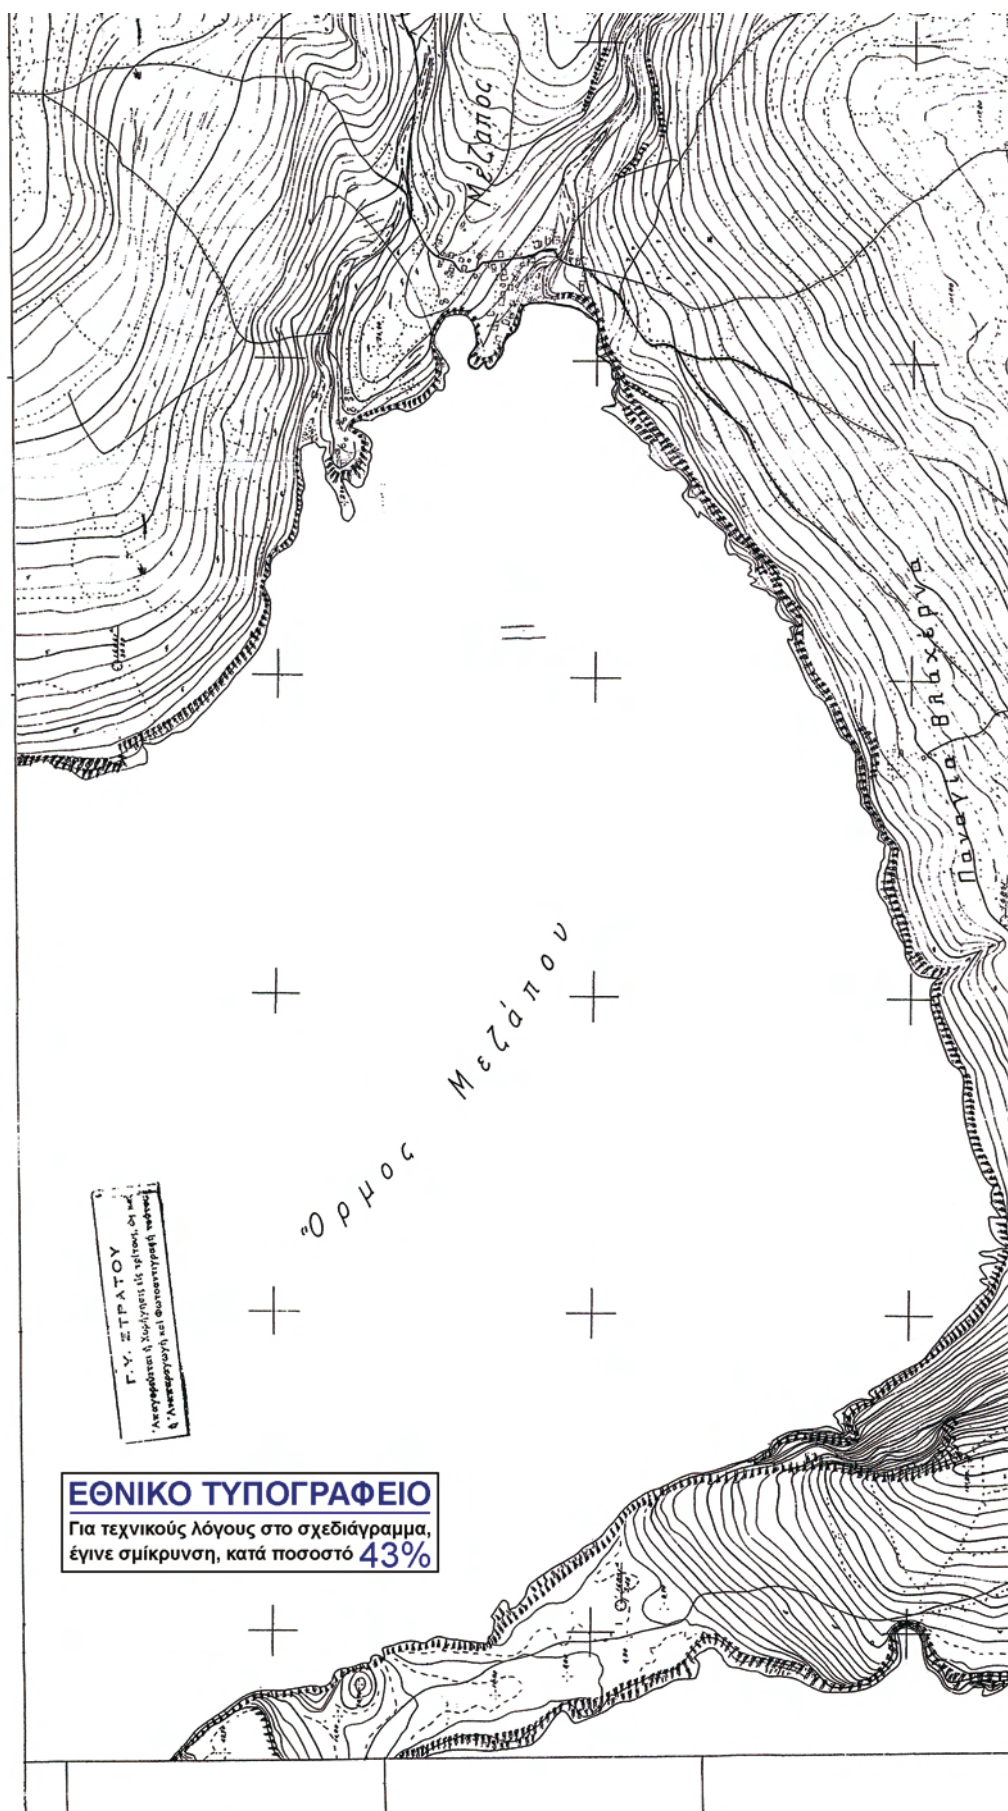 Μέζαπος
Παναγία Βλαχέρνα
Όρμος Μεζάπου
Γ.Υ. ΣΤΡΑΤΟΥ
ΕΘΝΙΚΟ ΤΥΠΟΓΡΑΦΕΙΟ
Για τεχνικούς λόγους στο σχεδιάγραμμα,
έγινε σμίκρυνση, κατά ποσοστό 43%